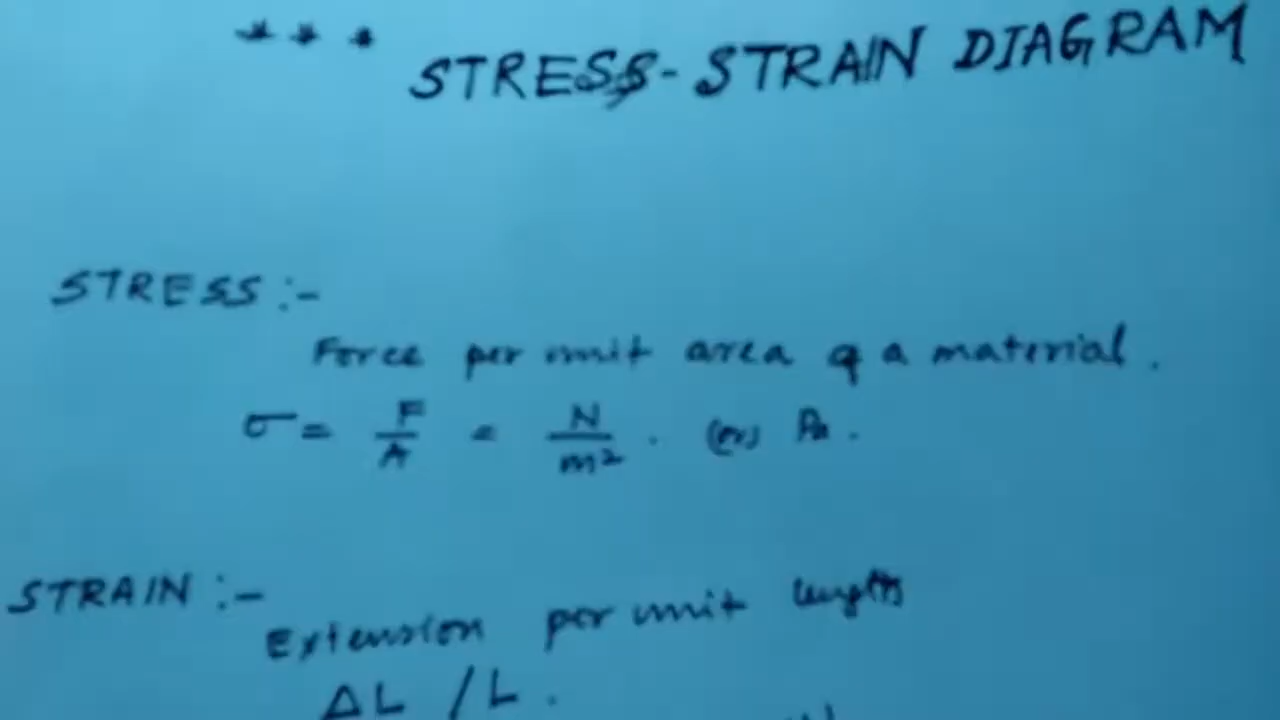 *** STRESS-STRAIN DIAGRAM
STRESS :-
Force per unit area of a material.
σ = F/A = N/m². (or) Pa.
STRAIN :-
Extension per unit length
ΔL /L.